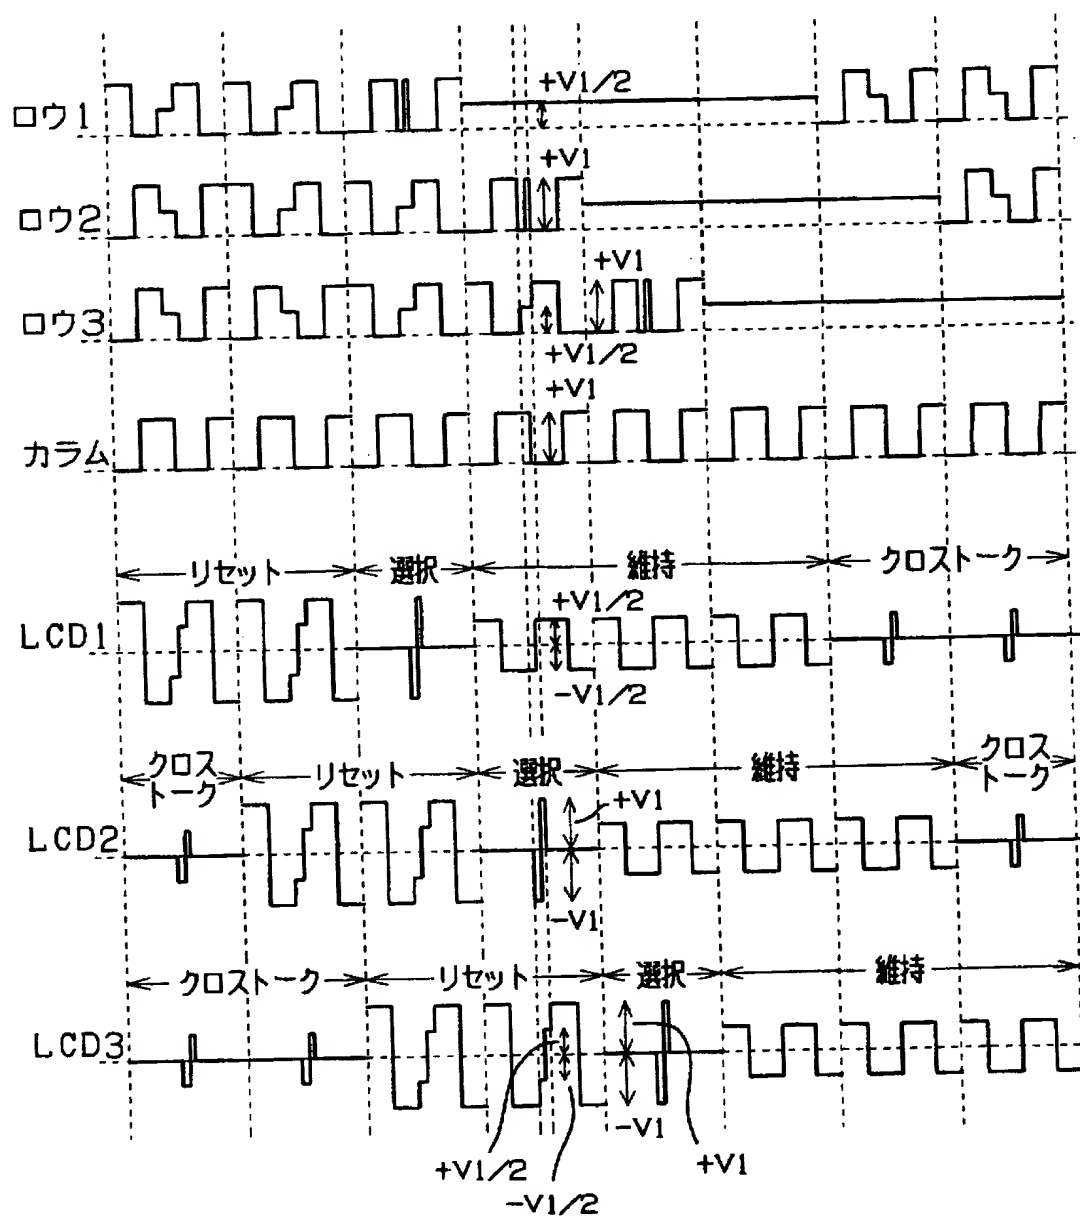 ロウ1
+V1/2
ロウ2
+V1
ロウ3
+V1
+V1/2
カラム
+V1
リセット
選択
維持
クロストーク
LCD1
+V1/2
-V1/2
クロス
トーク
リセット
選択
維持
クロス
トーク
LCD2
+V1
-V1
クロストーク
リセット
選択
維持
LCD3
-V1
+V1/2
+V1
-V1/2